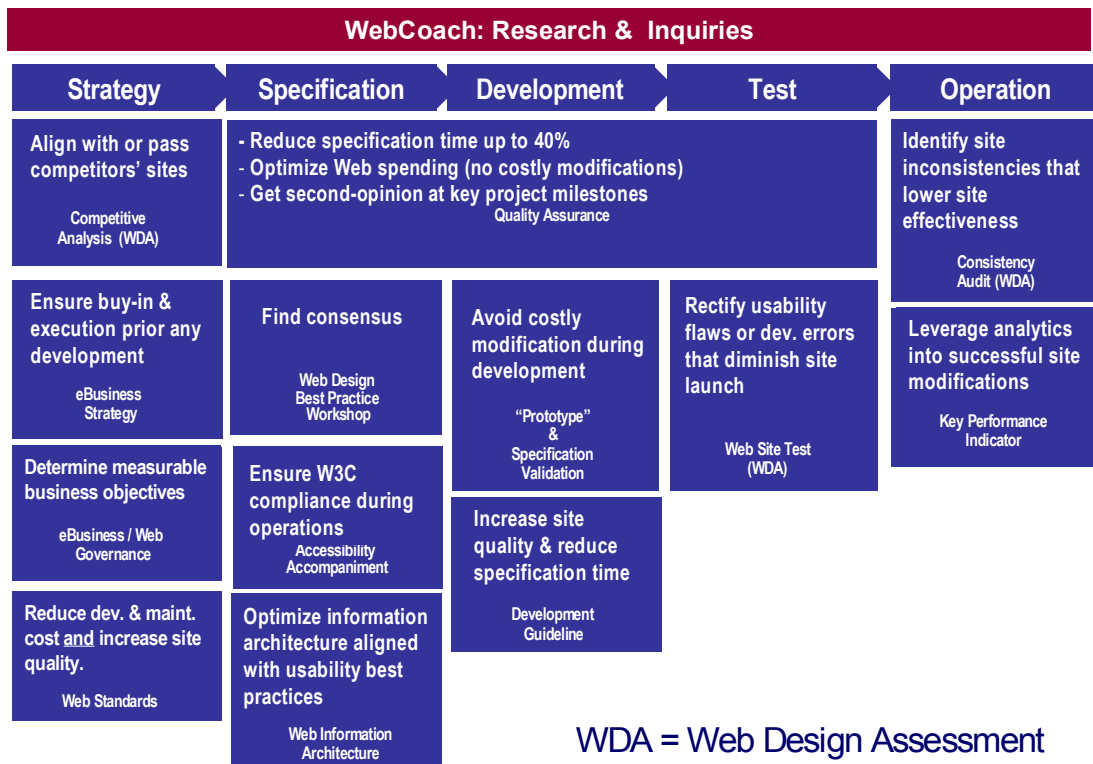 WebCoach: Research & Inquiries
Strategy
Specification
Development
Test
Operation
Align with or pass
competitors’ sites
Competitive
Analysis (WDA)
- Reduce specification time up to 40%
- Optimize Web spending (no costly modifications)
- Get second-opinion at key project milestones
Quality Assurance
Identify site
inconsistencies that
lower site
effectiveness
Consistency
Audit (WDA)
Ensure buy-in &
execution prior any
development
eBusiness
Strategy
Find consensus
Web Design
Best Practice
Workshop
Avoid costly
modification during
development
“Prototype”
&
Specification
Validation
Rectify usability
flaws or dev. errors
that diminish site
launch
Web Site Test
(WDA)
Leverage analytics
into successful site
modifications
Key Performance
Indicator
Determine measurable
business objectives
eBusiness / Web
Governance
Ensure W3C
compliance during
operations
Accessibility
Accompaniment
Increase site
quality & reduce
specification time
Development
Guideline
Reduce dev. & maint.
cost and increase site
quality.
Web Standards
Optimize information
architecture aligned
with usability best
practices
Web Information
Architecture
WDA = Web Design Assessment